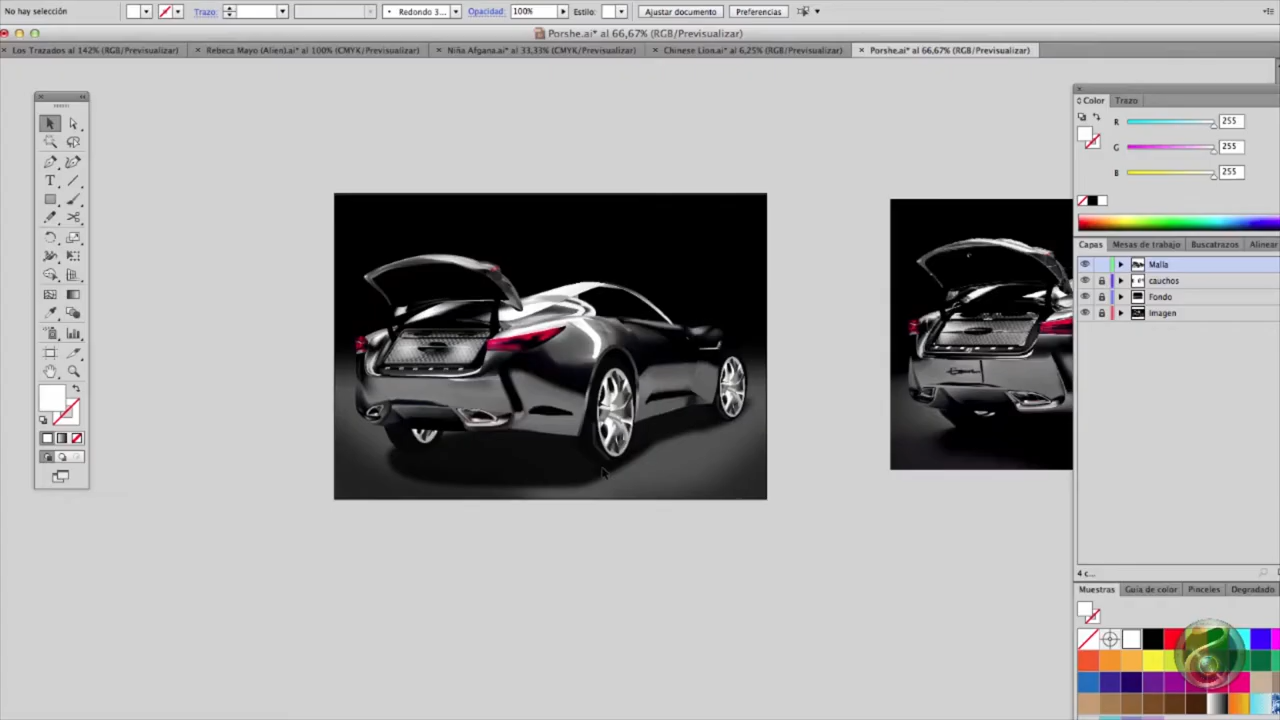 No hay selección
Trazo:
Redondo 3...
Opacidad:
100%
Estilo:
Ajustar documento
Preferencias
Porshe.ai* al 66,67% (RGB/Previsualizar)
Los Trazados al 142% (RGB/Previsualizar)
Rebeca Mayo (Alien).ai* al 100% (CMYK/Previsualizar)
Niña Afgana.ai* al 33,33% (CMYK/Previsualizar)
Chinese Lion.ai* al 6,25% (RGB/Previsualizar)
Porshe.ai* al 66,67% (RGB/Previsualizar)
Color
Trazo
R
255
G
255
B
255
Capas
Mesas de trabajo
Buscatrazos
Alinear
Malla
cauchos
Fondo
Imagen
4 c...
Muestras
Guía de color
Pinceles
Degradado
T